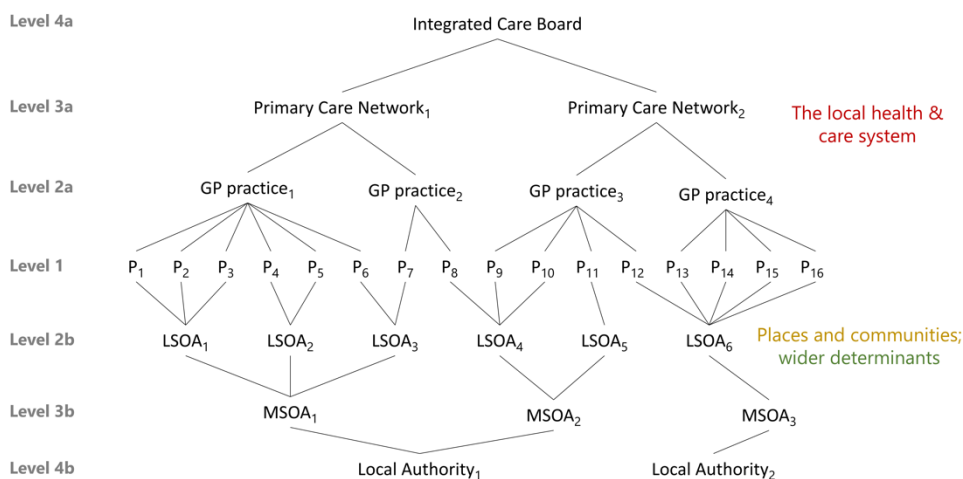 Level 4a Integrated Care Board
Level 3a Primary Care Network₁ Primary Care Network₂
The local health &
care system
Level 2a GP practice₁ GP practice₂ GP practice₃ GP practice₄
Level 1 P₁ P₂ P₃ P₄ P₅ P₆ P₇ P₈ P₉ P₁₀ P₁₁ P₁₂ P₁₃ P₁₄ P₁₅ P₁₆
Level 2b LSOA₁ LSOA₂ LSOA₃ LSOA₄ LSOA₅ LSOA₆
Places and communities;
wider determinants
Level 3b MSOA₁ MSOA₂ MSOA₃
Level 4b Local Authority₁ Local Authority₂